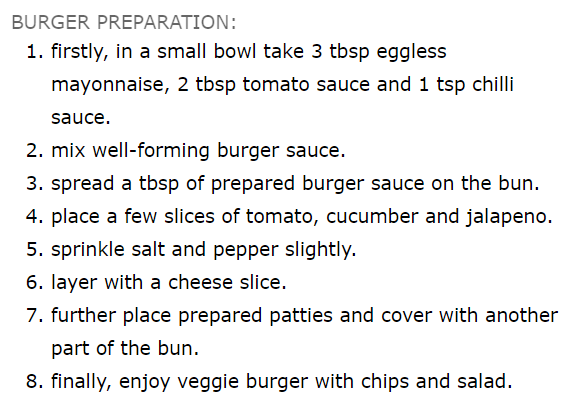 BURGER PREPARATION:
1. firstly, in a small bowl take 3 tbsp eggless
mayonnaise, 2 tbsp tomato sauce and 1 tsp chilli
sauce.
2. mix well-forming burger sauce.
3. spread a tbsp of prepared burger sauce on the bun.
4. place a few slices of tomato, cucumber and jalapeno.
5. sprinkle salt and pepper slightly.
6. layer with a cheese slice.
7. further place prepared patties and cover with another
part of the bun.
8. finally, enjoy veggie burger with chips and salad.